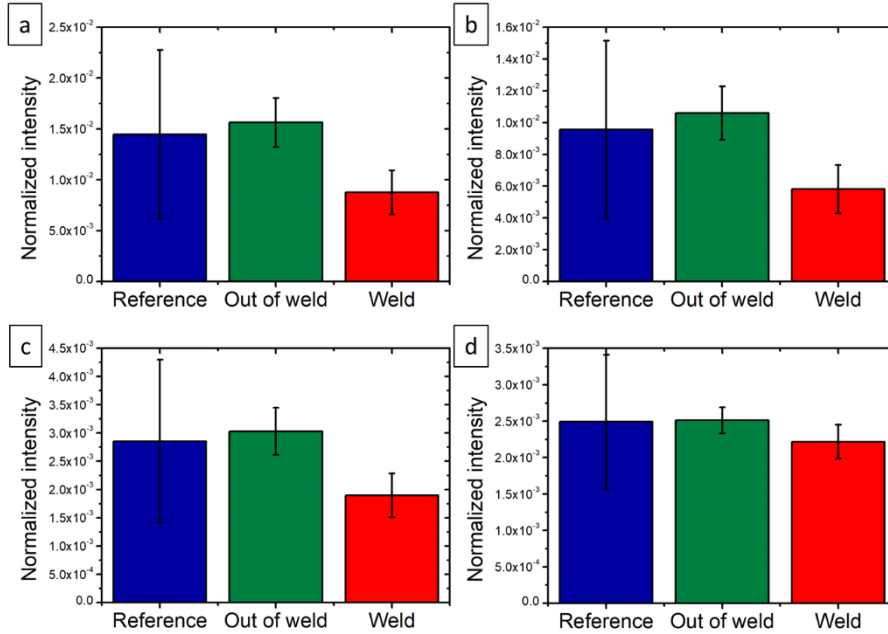 a
Normalized intensity
2.5x10⁻²
2.0x10⁻²
1.5x10⁻²
1.0x10⁻²
5.0x10⁻³
0.0
Reference Out of weld Weld
b
Normalized intensity
1.6x10⁻²
1.4x10⁻²
1.2x10⁻²
1.0x10⁻²
8.0x10⁻³
6.0x10⁻³
4.0x10⁻³
2.0x10⁻³
0.0
Reference Out of weld Weld
c
Normalized intensity
4.5x10⁻³
4.0x10⁻³
3.5x10⁻³
3.0x10⁻³
2.5x10⁻³
2.0x10⁻³
1.5x10⁻³
1.0x10⁻³
5.0x10⁻⁴
0.0
Reference Out of weld Weld
d
Normalized intensity
3.5x10⁻³
3.0x10⁻³
2.5x10⁻³
2.0x10⁻³
1.5x10⁻³
1.0x10⁻³
5.0x10⁻⁴
0.0
Reference Out of weld Weld